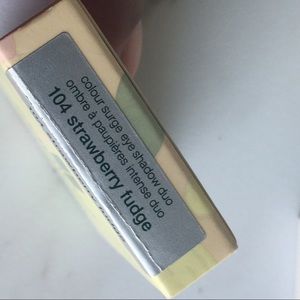 colour surge eye shadow duo
ombre à paupières intense duo
104 strawberry fudge